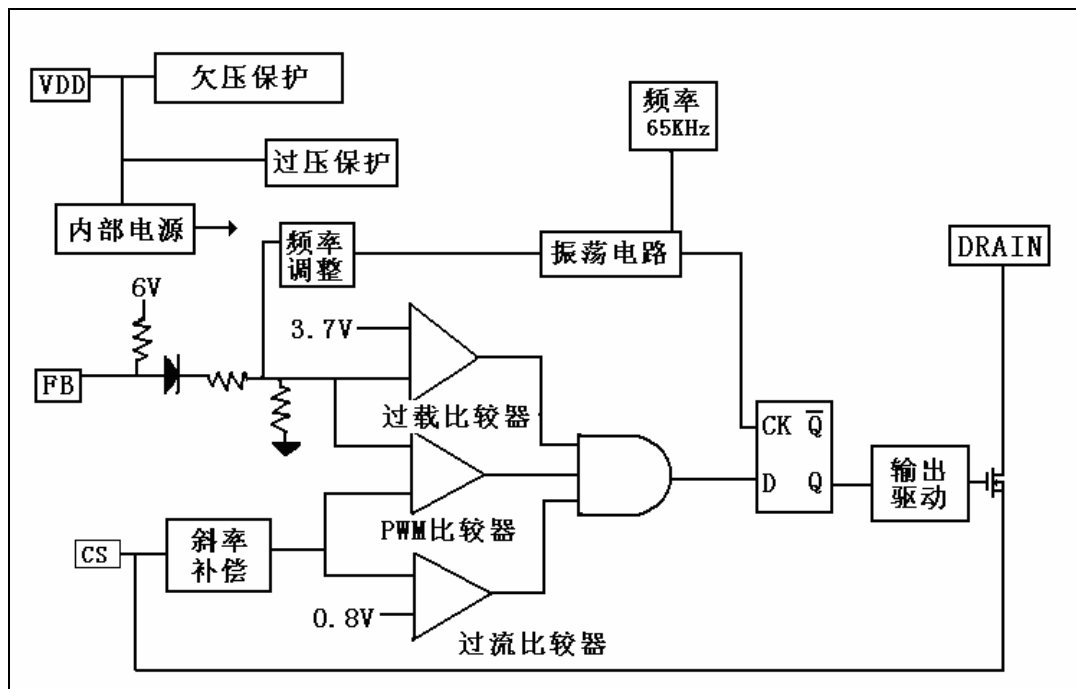 VDD
欠压保护
过压保护
内部电源
频率
65KHz
频率
调整
振荡电路
DRAIN
6V
3.7V
FB
过载比较器
CK Q̅
D Q
输出
驱动
PWM比较器
CS
斜率
补偿
0.8V
过流比较器